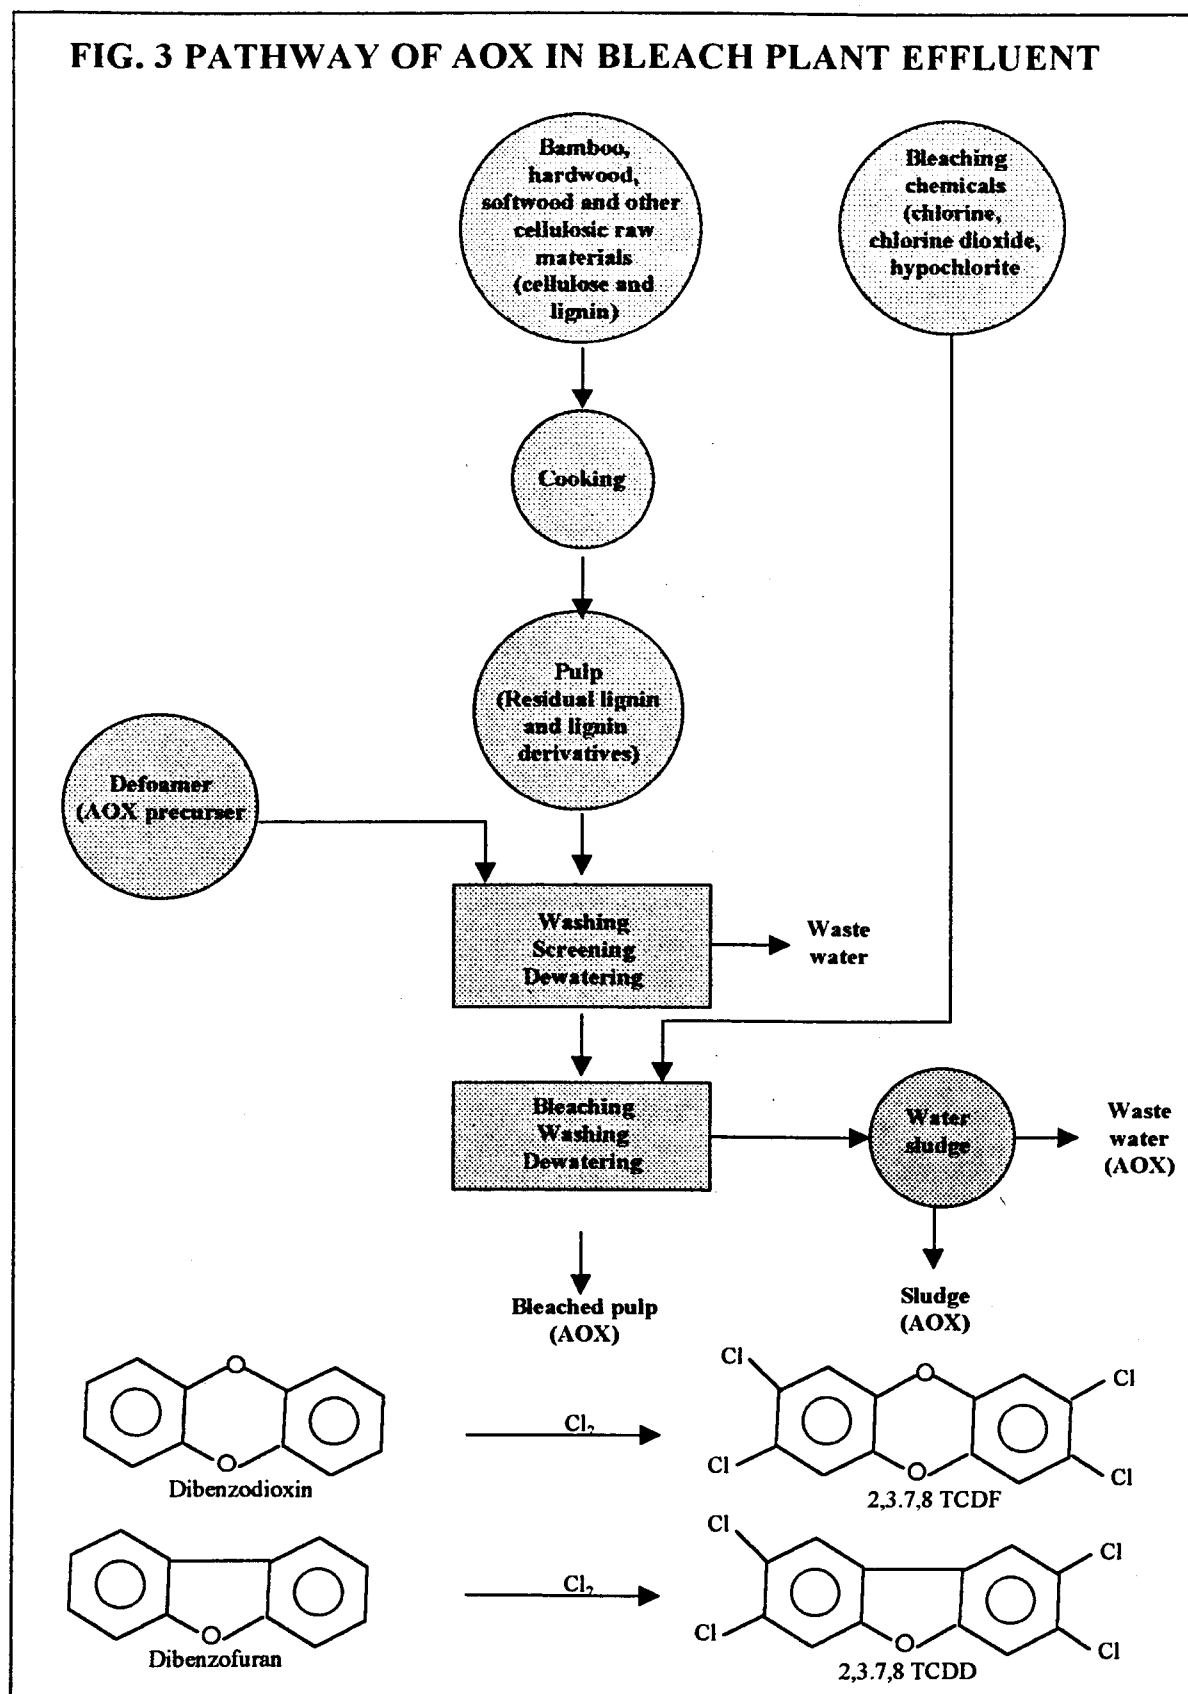 FIG. 3 PATHWAY OF AOX IN BLEACH PLANT EFFLUENT
Bamboo,
hardwood,
softwood and other
cellulosic raw
materials
(cellulose and
lignin)
Bleaching
chemicals
(chlorine,
chlorine dioxide,
hypochlorite
Cooking
Pulp
(Residual lignin
and lignin
derivatives)
Defoamer
(AOX precurser
Washing
Screening
Dewatering
Waste
water
Bleaching
Washing
Dewatering
Water
sludge
Waste
water
(AOX)
Bleached pulp
(AOX)
Sludge
(AOX)
O
O
Dibenzodioxin
Cl₂
Cl
Cl
O
O
Cl
Cl
2,3.7,8 TCDF
O
Dibenzofuran
Cl₂
Cl
Cl
O
Cl
Cl
2,3.7,8 TCDD